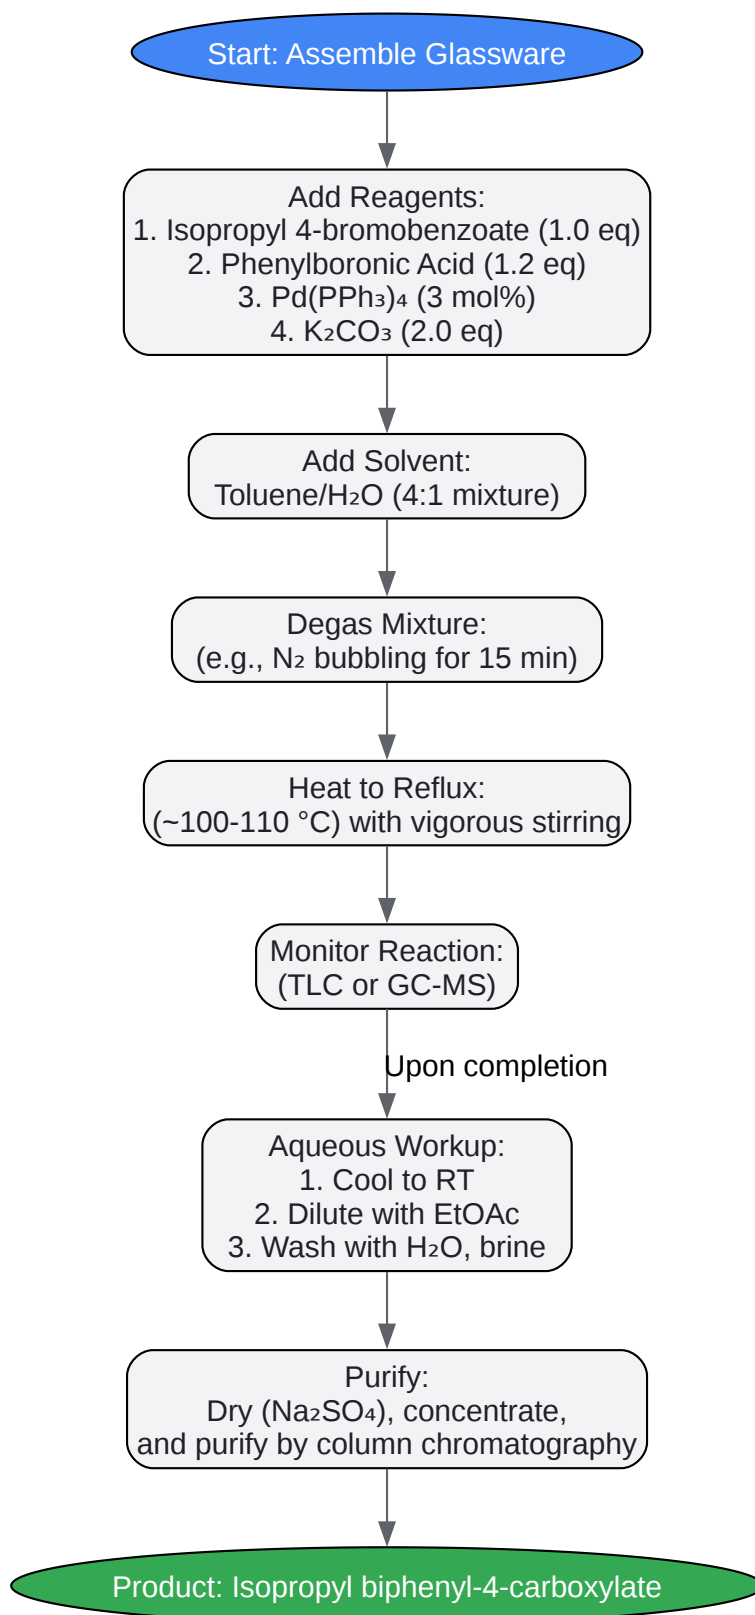 Start: Assemble Glassware
Add Reagents:
1. Isopropyl 4-bromobenzoate (1.0 eq)
2. Phenylboronic Acid (1.2 eq)
3. Pd(PPh₃)₄ (3 mol%)
4. K₂CO₃ (2.0 eq)
Add Solvent:
Toluene/H₂O (4:1 mixture)
Degas Mixture:
(e.g., N₂ bubbling for 15 min)
Heat to Reflux:
(~100-110 °C) with vigorous stirring
Monitor Reaction:
(TLC or GC-MS)
Upon completion
Aqueous Workup:
1. Cool to RT
2. Dilute with EtOAc
3. Wash with H₂O, brine
Purify:
Dry (Na₂SO₄), concentrate,
and purify by column chromatography
Product: Isopropyl biphenyl-4-carboxylate